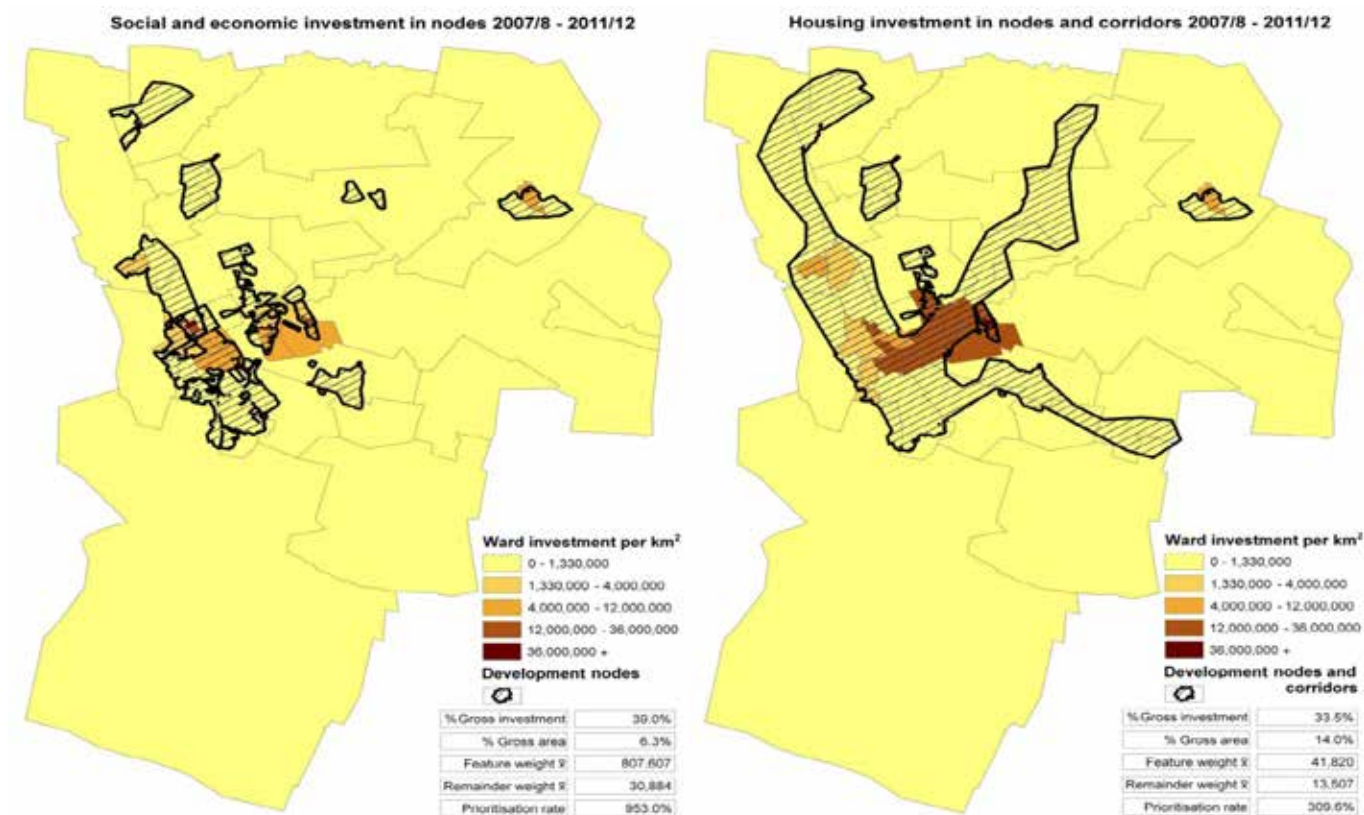 Social and economic investment in nodes 2007/8 - 2011/12
Ward investment per km²
0 - 1,330,000
1,330,000 - 4,000,000
4,000,000 - 12,000,000
12,000,000 - 36,000,000
36,000,000 +
Development nodes
% Gross investment 39.0%
% Gross area 6.3%
Feature weight x̄ 807,607
Remainder weight x̄ 30,884
Prioritisation rate 953.0%
Housing investment in nodes and corridors 2007/8 - 2011/12
Ward investment per km²
0 - 1,330,000
1,330,000 - 4,000,000
4,000,000 - 12,000,000
12,000,000 - 36,000,000
36,000,000 +
Development nodes and
corridors
% Gross investment 33.5%
% Gross area 14.0%
Feature weight x̄ 41,820
Remainder weight x̄ 13,507
Prioritisation rate 309.6%